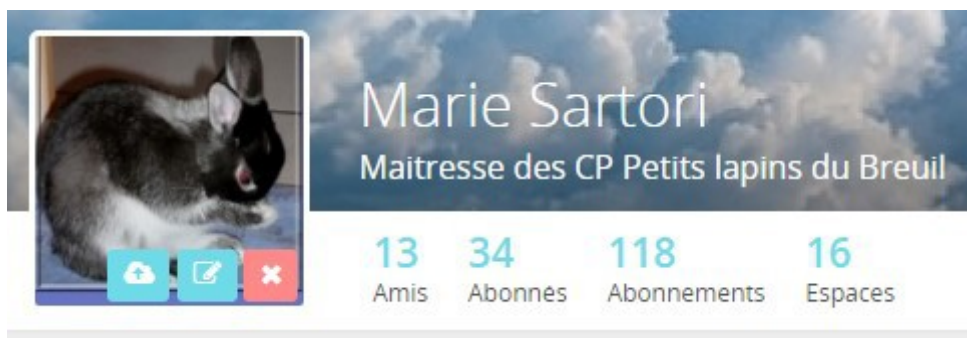 Marie Sartori
Maitresse des CP Petits lapins du Breuil
13 34 118 16
Amis Abonnés Abonnements Espaces